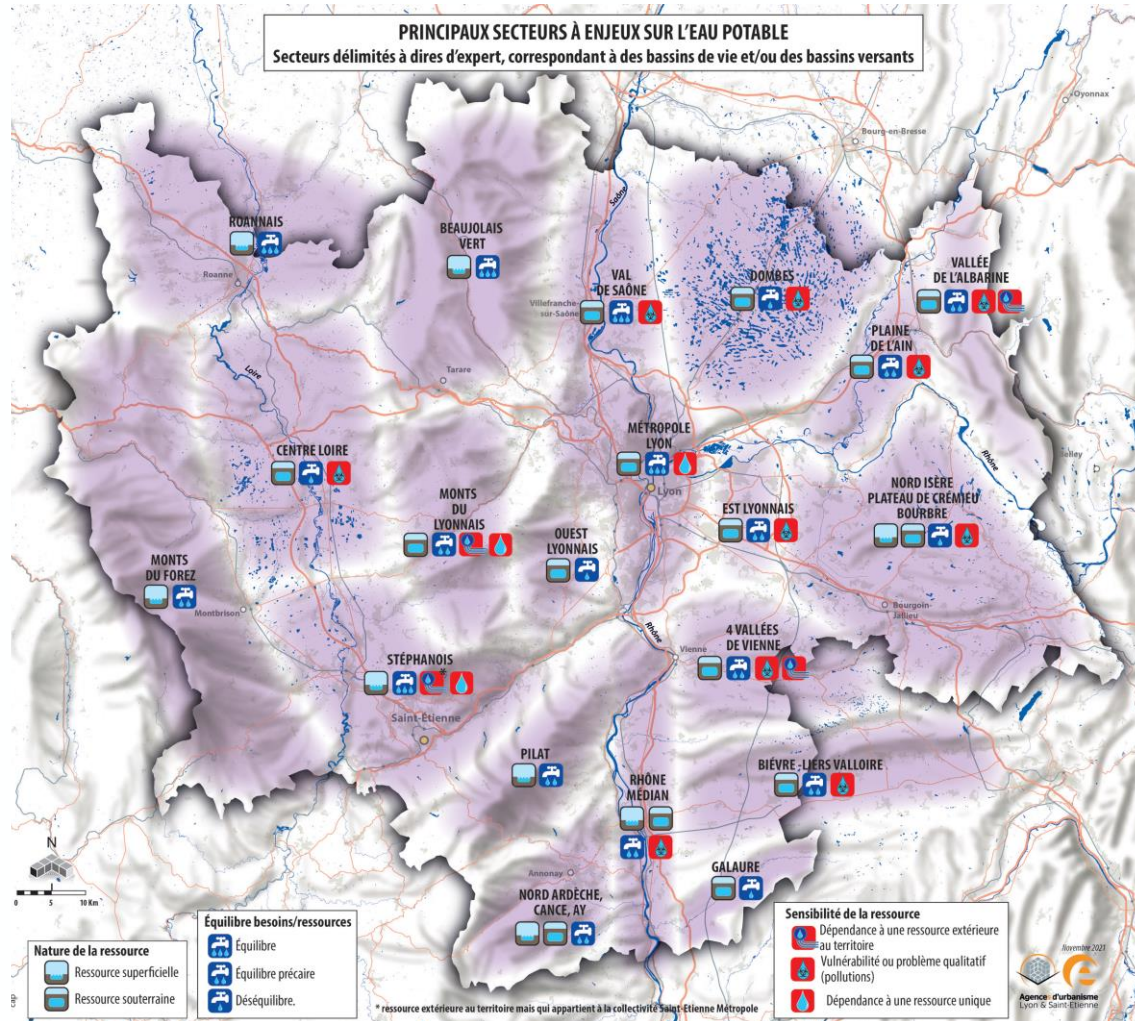 PRINCIPAUX SECTEURS À ENJEUX SUR L'EAU POTABLE
Secteurs délimités à dires d'expert, correspondant à des bassins de vie et/ou des bassins versants
Oyonnax
Bourg-en-Bresse
Saône
ROANNAIS
Roanne
BEAUJOLAIS
VERT
VAL
DE SAÔNE
Villefranche-
sur-Saône
DOMBES
VALLÉE
DE L'ALBARINE
PLAINE
DE L'AIN
Loire
Tarare
CENTRE LOIRE
MÉTROPOLE
LYON
Lyon
Rhône
NORD ISÈRE
PLATEAU DE CRÉMIEU
BOURBRE
MONTS
DU
LYONNAIS
OUEST
LYONNAIS
EST LYONNAIS
MONTS
DU FOREZ
Montbrison
Bourgoin-
Jallieu
Rhône
Vienne
4 VALLÉES
DE VIENNE
STÉPHANOIS
*
Saint-Étienne
PILAT
RHÔNE
MÉDIAN
BIÉVRE -LIERS VALLOIRE
Annonay
GALAURE
NORD ARDÈCHE,
CANCE, AY
N
0 5 10 Km
Nature de la ressource
Ressource superficielle
Ressource souterraine
Équilibre besoins/ressources
Équilibre
Équilibre précaire
Déséquilibre.
Sensibilité de la ressource
Dépendance à une ressource extérieure
au territoire
Vulnérabilité ou problème qualitatif
(pollutions)
Dépendance à une ressource unique
* ressource extérieure au territoire mais qui appartient à la collectivité Saint-Etienne Métropole
Novembre 2021
Agences d'urbanisme
Lyon & Saint-Etienne